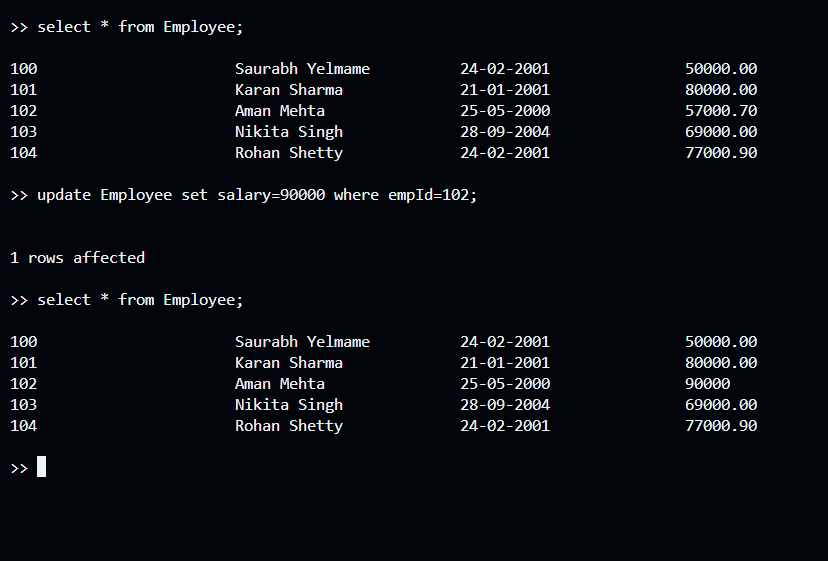 >> select * from Employee;
100 Saurabh Yelmame 24-02-2001 50000.00
101 Karan Sharma 21-01-2001 80000.00
102 Aman Mehta 25-05-2000 57000.70
103 Nikita Singh 28-09-2004 69000.00
104 Rohan Shetty 24-02-2001 77000.90
>> update Employee set salary=90000 where empId=102;
1 rows affected
>> select * from Employee;
100 Saurabh Yelmame 24-02-2001 50000.00
101 Karan Sharma 21-01-2001 80000.00
102 Aman Mehta 25-05-2000 90000
103 Nikita Singh 28-09-2004 69000.00
104 Rohan Shetty 24-02-2001 77000.90
>>